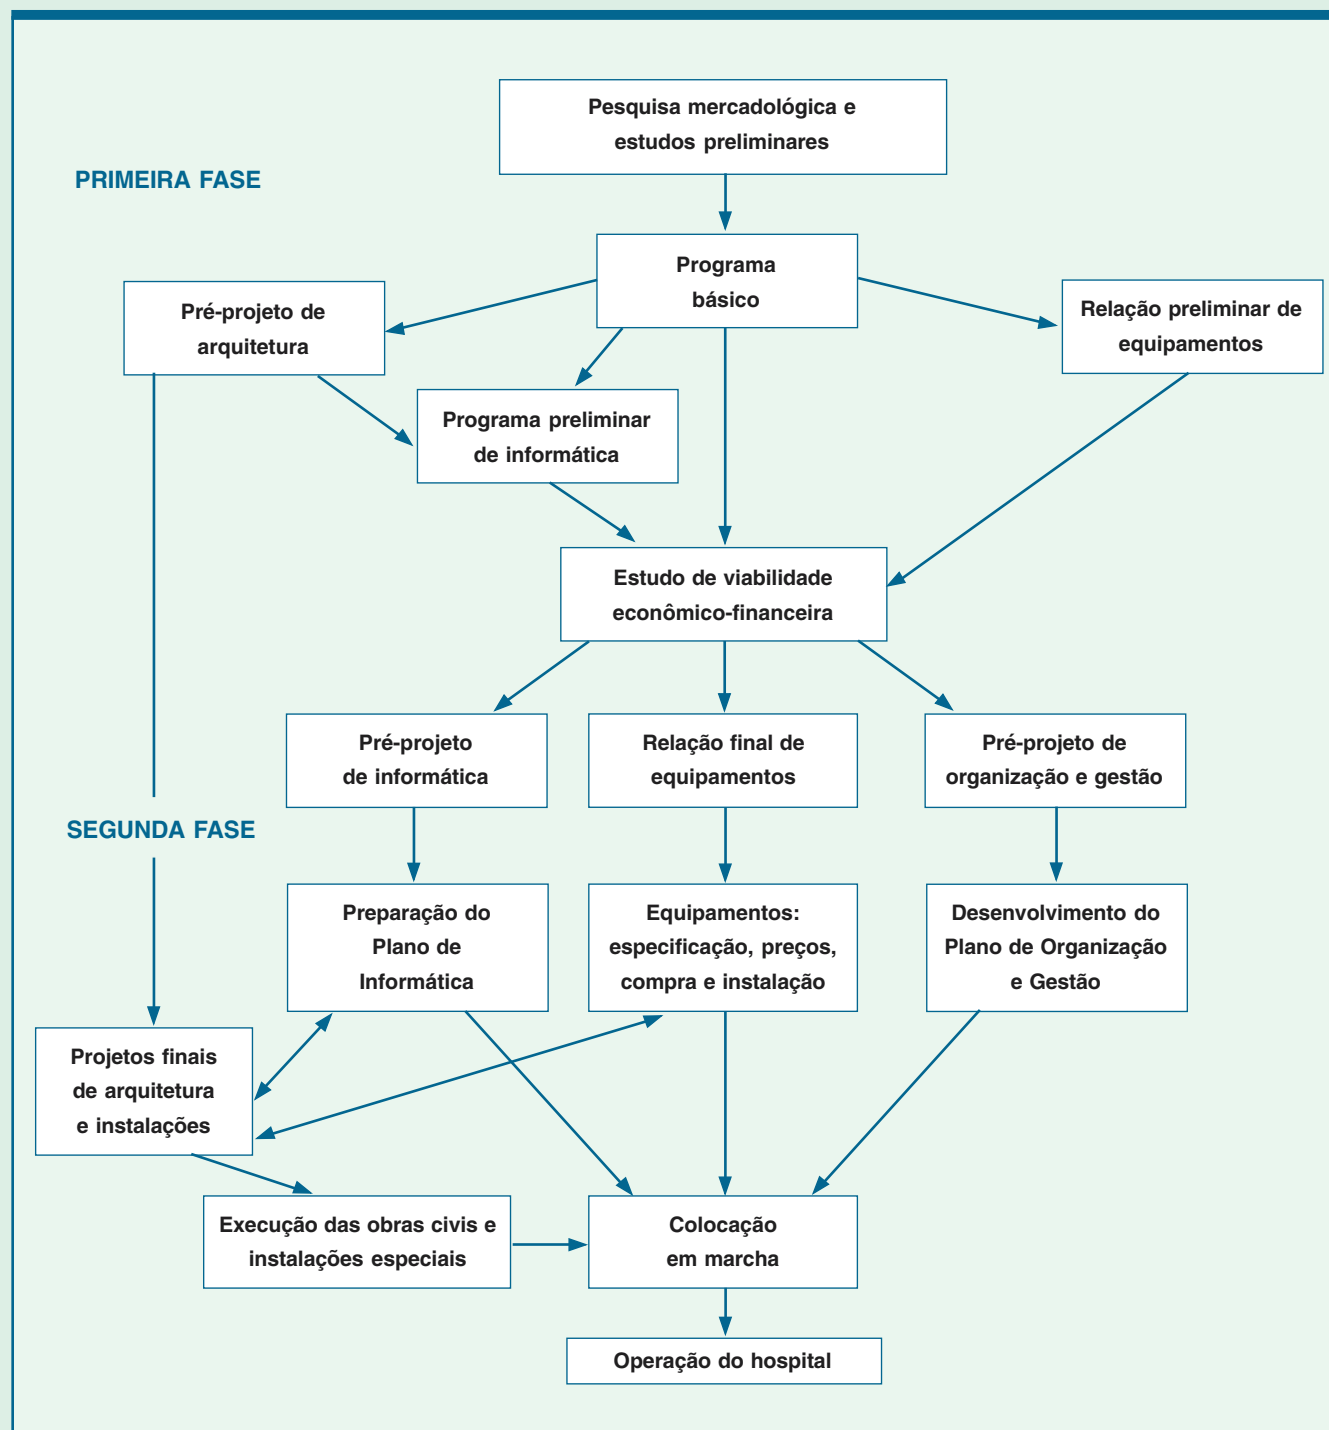 Pesquisa mercadológica e
estudos preliminares
PRIMEIRA FASE
Programa
básico
Pré-projeto de
arquitetura
Relação preliminar de
equipamentos
Programa preliminar
de informática
Estudo de viabilidade
econômico-financeira
Pré-projeto
de informática
Relação final de
equipamentos
Pré-projeto de
organização e gestão
SEGUNDA FASE
Preparação do
Plano de
Informática
Equipamentos:
especificação, preços,
compra e instalação
Desenvolvimento do
Plano de Organização
e Gestão
Projetos finais
de arquitetura
e instalações
Execução das obras civis e
instalações especiais
Colocação
em marcha
Operação do hospital